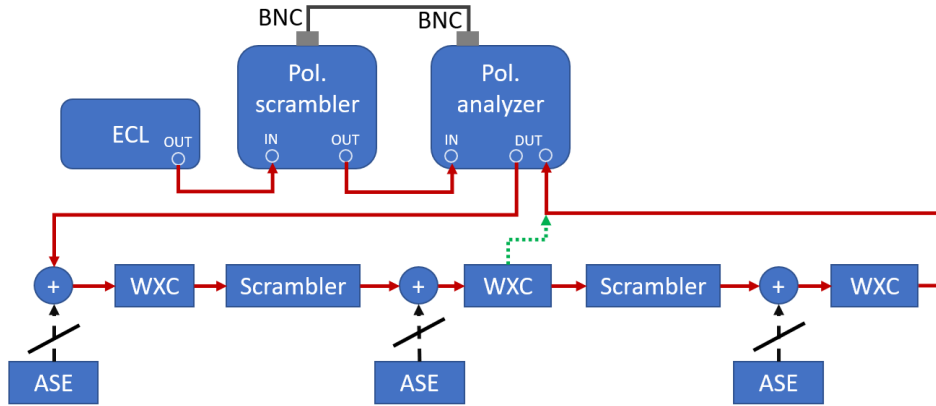 BNC
BNC
Pol.
scrambler
Pol.
analyzer
ECL
OUT
IN
OUT
IN
DUT
+
WXC
Scrambler
+
WXC
Scrambler
+
WXC
ASE
ASE
ASE